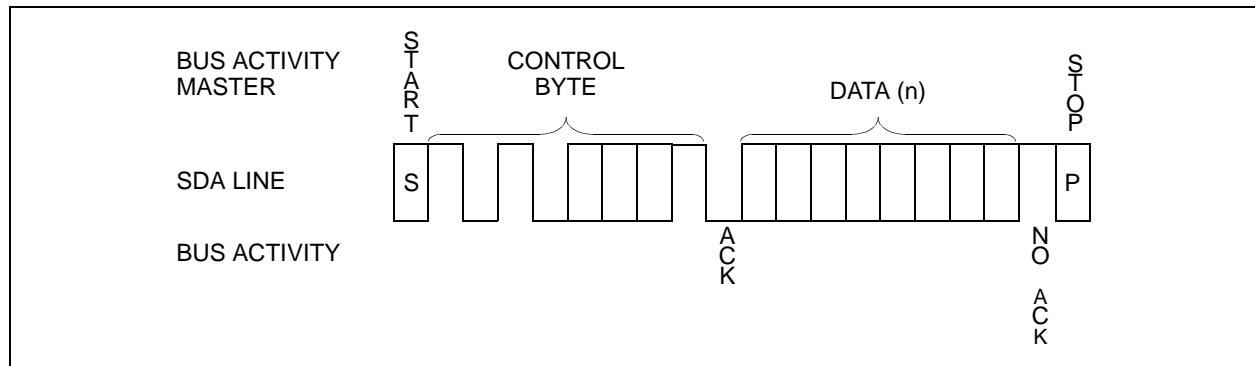 BUS ACTIVITY
MASTER
START
CONTROL
BYTE
DATA (n)
STOP
SDA LINE
S
P
BUS ACTIVITY
ACK
NO ACK